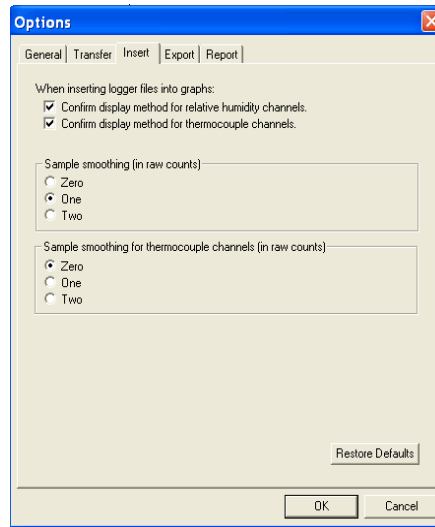 Options
General Transfer Insert Export Report
When inserting logger files into graphs:
Confirm display method for relative humidity channels.
Confirm display method for thermocouple channels.
Sample smoothing (in raw counts)
Zero
One
Two
Sample smoothing for thermocouple channels (in raw counts)
Zero
One
Two
Restore Defaults
OK Cancel